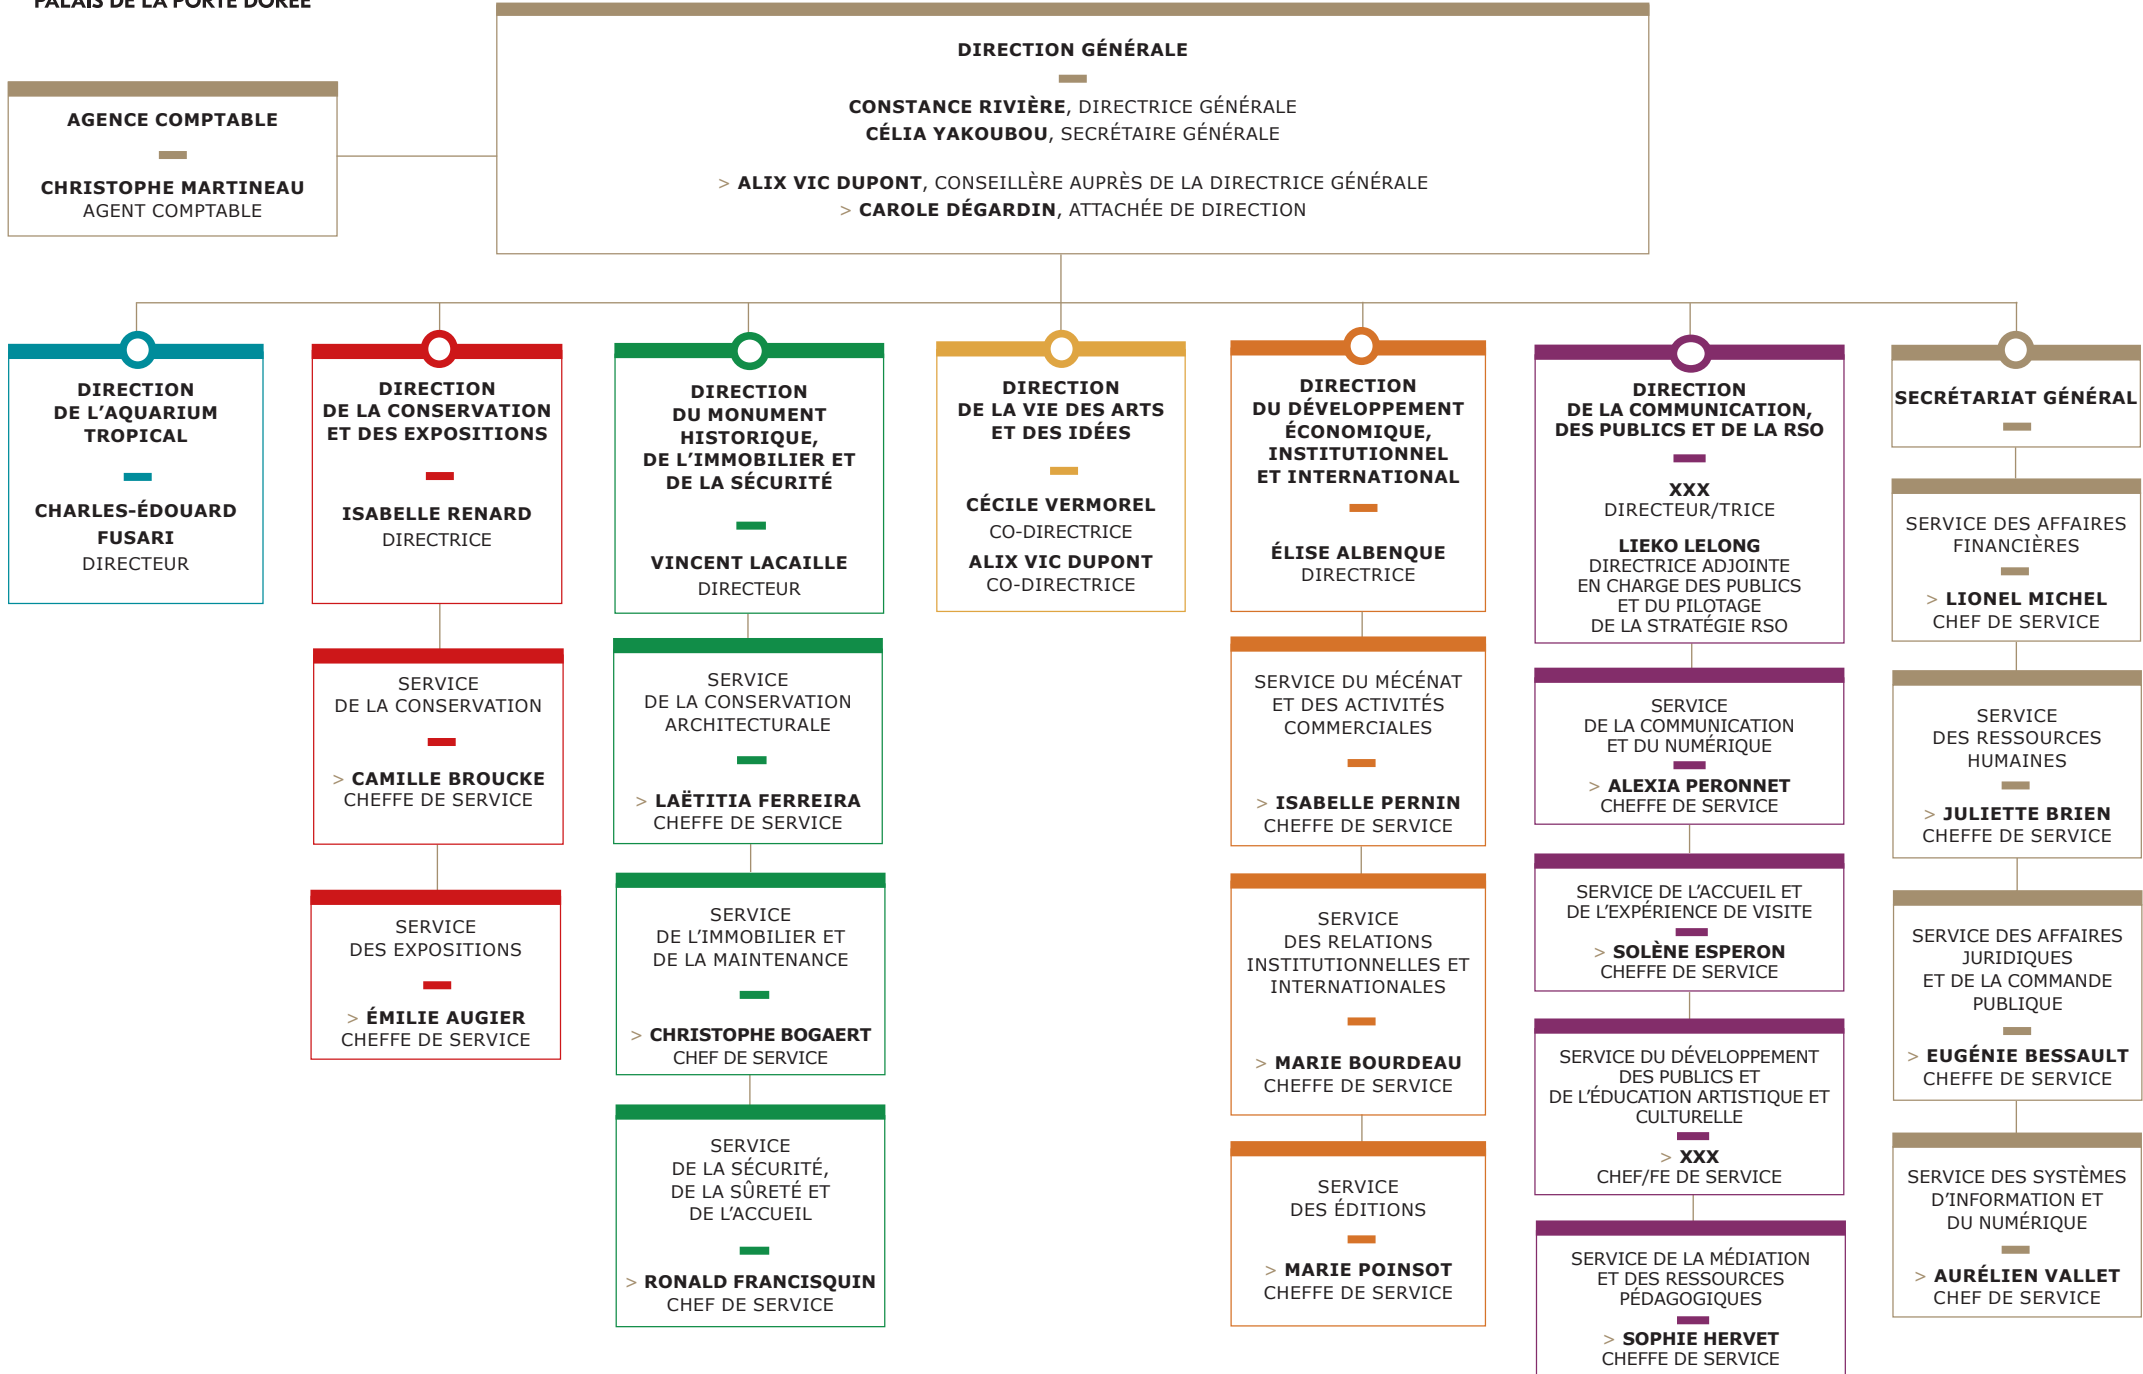 PALAIS DE LA PORTE DORÉE
DIRECTION GÉNÉRALE
CONSTANCE RIVIÈRE, DIRECTRICE GÉNÉRALE
CÉLIA YAKOUBOU, SECRÉTAIRE GÉNÉRALE
> ALIX VIC DUPONT, CONSEILLÈRE AUPRÈS DE LA DIRECTRICE GÉNÉRALE
> CAROLE DÉGARDIN, ATTACHÉE DE DIRECTION
AGENCE COMPTABLE
CHRISTOPHE MARTINEAU
AGENT COMPTABLE
DIRECTION
DE L'AQUARIUM
TROPICAL
CHARLES-ÉDOUARD
FUSARI
DIRECTEUR
DIRECTION
DE LA CONSERVATION
ET DES EXPOSITIONS
ISABELLE RENARD
DIRECTRICE
SERVICE
DE LA CONSERVATION
> CAMILLE BROUCKE
CHEFFE DE SERVICE
SERVICE
DES EXPOSITIONS
> ÉMILIE AUGIER
CHEFFE DE SERVICE
DIRECTION
DU MONUMENT
HISTORIQUE,
DE L'IMMOBILIER ET
DE LA SÉCURITÉ
VINCENT LACAILLE
DIRECTEUR
SERVICE
DE LA CONSERVATION
ARCHITECTURALE
> LAËTITIA FERREIRA
CHEFFE DE SERVICE
SERVICE
DE L'IMMOBILIER ET
DE LA MAINTENANCE
> CHRISTOPHE BOGAERT
CHEF DE SERVICE
SERVICE
DE LA SÉCURITÉ,
DE LA SÛRETÉ ET
DE L'ACCUEIL
> RONALD FRANCISQUIN
CHEF DE SERVICE
DIRECTION
DE LA VIE DES ARTS
ET DES IDÉES
CÉCILE VERMOREL
CO-DIRECTRICE
ALIX VIC DUPONT
CO-DIRECTRICE
DIRECTION
DU DÉVELOPPEMENT
ÉCONOMIQUE,
INSTITUTIONNEL
ET INTERNATIONAL
ÉLISE ALBENQUE
DIRECTRICE
SERVICE DU MÉCÉNAT
ET DES ACTIVITÉS
COMMERCIALES
> ISABELLE PERNIN
CHEFFE DE SERVICE
SERVICE
DES RELATIONS
INSTITUTIONNELLES ET
INTERNATIONALES
> MARIE BOURDEAU
CHEFFE DE SERVICE
SERVICE
DES ÉDITIONS
> MARIE POINSOT
CHEFFE DE SERVICE
DIRECTION
DE LA COMMUNICATION,
DES PUBLICS ET DE LA RSO
XXX
DIRECTEUR/TRICE
LIEKO LELONG
DIRECTRICE ADJOINTE
EN CHARGE DES PUBLICS
ET DU PILOTAGE
DE LA STRATÉGIE RSO
SERVICE
DE LA COMMUNICATION
ET DU NUMÉRIQUE
> ALEXIA PERONNET
CHEFFE DE SERVICE
SERVICE DE L'ACCUEIL ET
DE L'EXPÉRIENCE DE VISITE
> SOLÈNE ESPERON
CHEFFE DE SERVICE
SERVICE DU DÉVELOPPEMENT
DES PUBLICS ET
DE L'ÉDUCATION ARTISTIQUE ET
CULTURELLE
> XXX
CHEF/FE DE SERVICE
SERVICE DE LA MÉDIATION
ET DES RESSOURCES
PÉDAGOGIQUES
> SOPHIE HERVET
CHEFFE DE SERVICE
SECRÉTARIAT GÉNÉRAL
SERVICE DES AFFAIRES
FINANCIÈRES
> LIONEL MICHEL
CHEF DE SERVICE
SERVICE
DES RESSOURCES
HUMAINES
> JULIETTE BRIEN
CHEFFE DE SERVICE
SERVICE DES AFFAIRES
JURIDIQUES
ET DE LA COMMANDE
PUBLIQUE
> EUGÉNIE BESSAULT
CHEFFE DE SERVICE
SERVICE DES SYSTÈMES
D'INFORMATION ET
DU NUMÉRIQUE
> AURÉLIEN VALLET
CHEF DE SERVICE